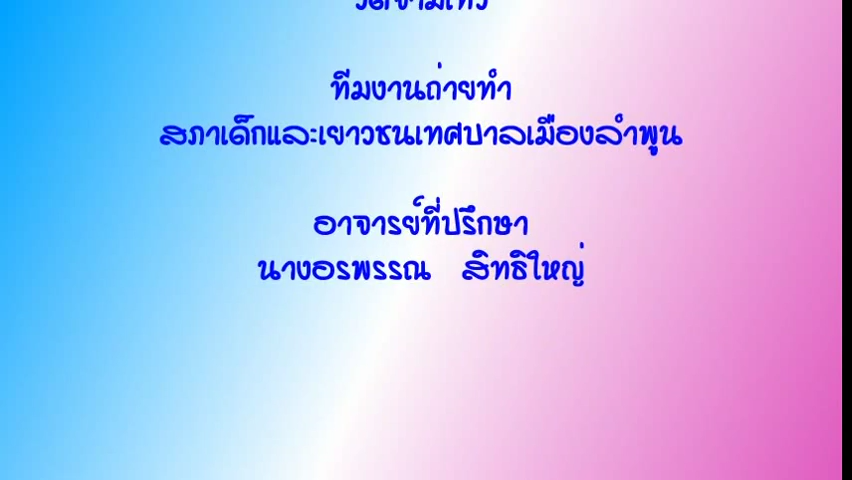 ทีมงานถ่ายทำ
สภาเด็กและเยาวชนเทศบาลเมืองลำพูน
อาจารย์ที่ปรึกษา
นางอรพรรณ สิทธิใหญ่